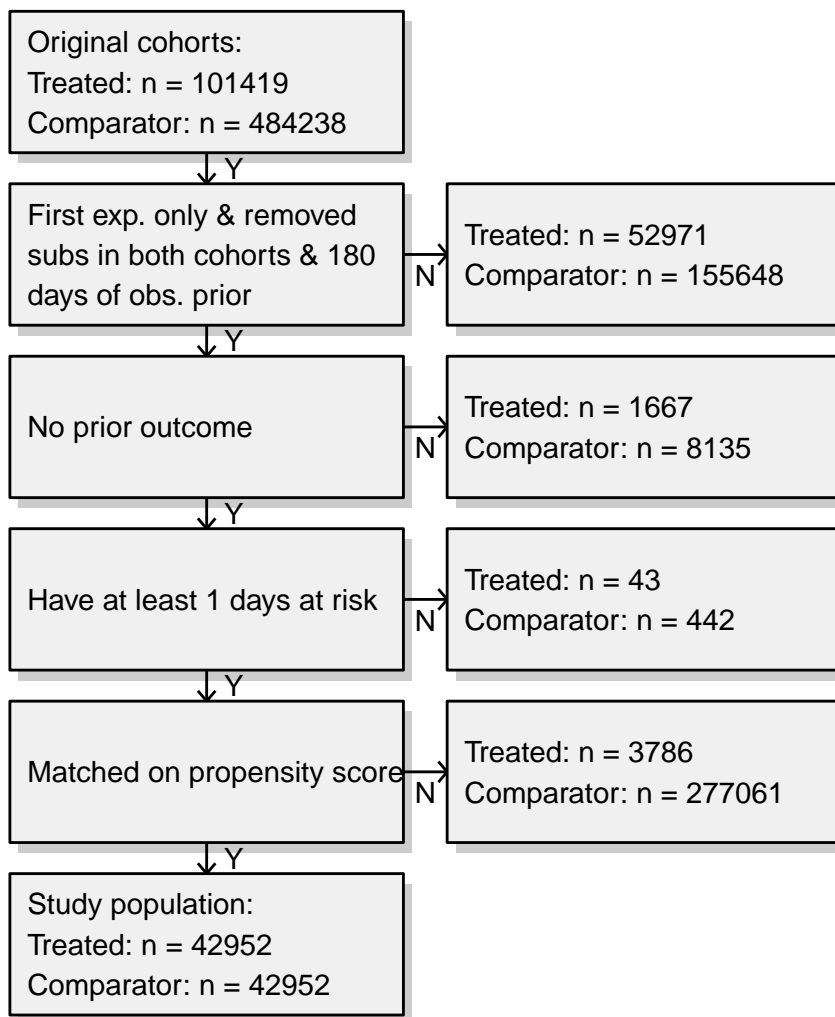 Original cohorts:
Treated: n = 101419
Comparator: n = 484238
Y
First exp. only & removed
subs in both cohorts & 180
days of obs. prior
N
Treated: n = 52971
Comparator: n = 155648
Y
No prior outcome
N
Treated: n = 1667
Comparator: n = 8135
Y
Have at least 1 days at risk
N
Treated: n = 43
Comparator: n = 442
Y
Matched on propensity score
N
Treated: n = 3786
Comparator: n = 277061
Y
Study population:
Treated: n = 42952
Comparator: n = 42952